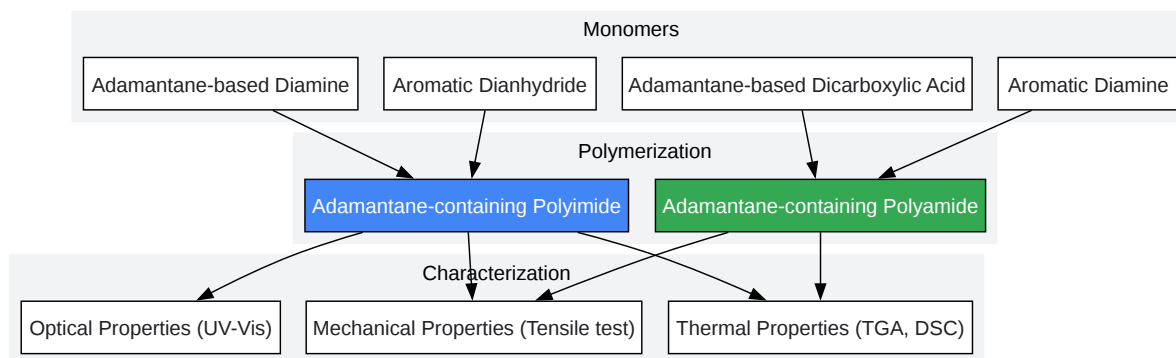 Monomers
Adamantane-based Diamine
Aromatic Dianhydride
Adamantane-based Dicarboxylic Acid
Aromatic Diamine
Polymerization
Adamantane-containing Polyimide
Adamantane-containing Polyamide
Characterization
Optical Properties (UV-Vis)
Mechanical Properties (Tensile test)
Thermal Properties (TGA, DSC)